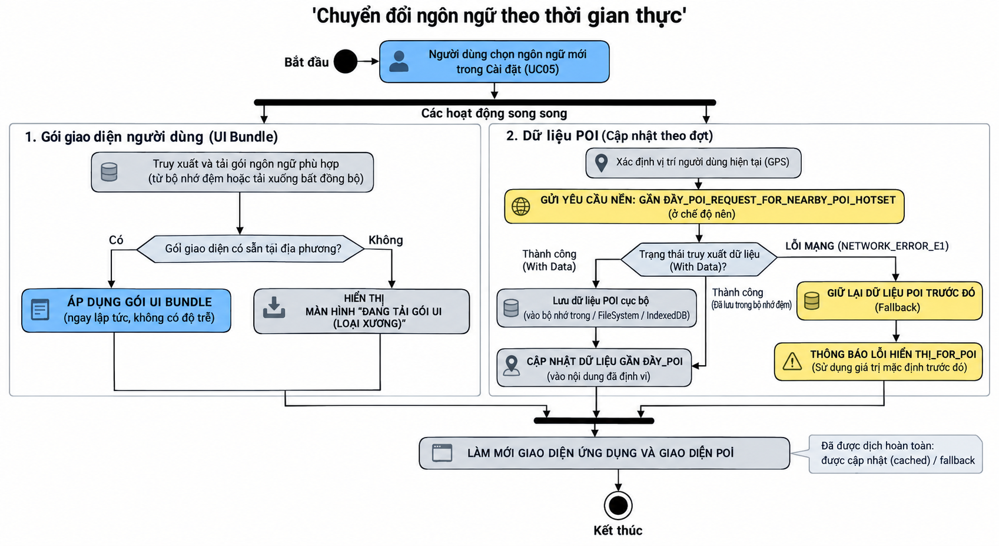 'Chuyển đổi ngôn ngữ theo thời gian thực'
Bắt đầu
Người dùng chọn ngôn ngữ mới
trong Cài đặt (UC05)
Các hoạt động song song
1. Gói giao diện người dùng (UI Bundle)
Truy xuất và tải gói ngôn ngữ phù hợp
(từ bộ nhớ đệm hoặc tải xuống bất đồng bộ)
Có
Gói giao diện có sẵn tại địa phương?
Không
ÁP DỤNG GÓI UI BUNDLE
(ngay lập tức, không có độ trễ)
HIỂN THỊ
MÀN HÌNH "ĐANG TẢI GÓI UI
(LOẠI XƯƠNG)"
2. Dữ liệu POI (Cập nhật theo đợt)
Xác định vị trí người dùng hiện tại (GPS)
GỬI YÊU CẦU NỀN: GẦN ĐẦY_POI_REQUEST_FOR_NEARBY_POI_HOTSET
(ở chế độ nên)
Thành công
(With Data)
Trạng thái truy xuất dữ liệu
(With Data)?
LỖI MẠNG (NETWORK_ERROR_E1)
Thành công
(Đã lưu trong bộ nhớ đệm)
Lưu dữ liệu POI cục bộ
(vào bộ nhớ trong / FileSystem / IndexedDB)
GIỮ LẠI DỮ LIỆU POI TRƯỚC ĐÓ
(Fallback)
CẬP NHẬT DỮ LIỆU GẦN ĐẦY_POI
(vào nội dung đã định vi)
THÔNG BÁO LỖI HIỂN THỊ_FOR_POI
(Sử dụng giá trị mặc định trước đó)
LÀM MỚI GIAO DIỆN ỨNG DỤNG VÀ GIAO DIỆN POI
Đã được dịch hoàn toàn:
được cập nhật (cached) / fallback
Kết thúc